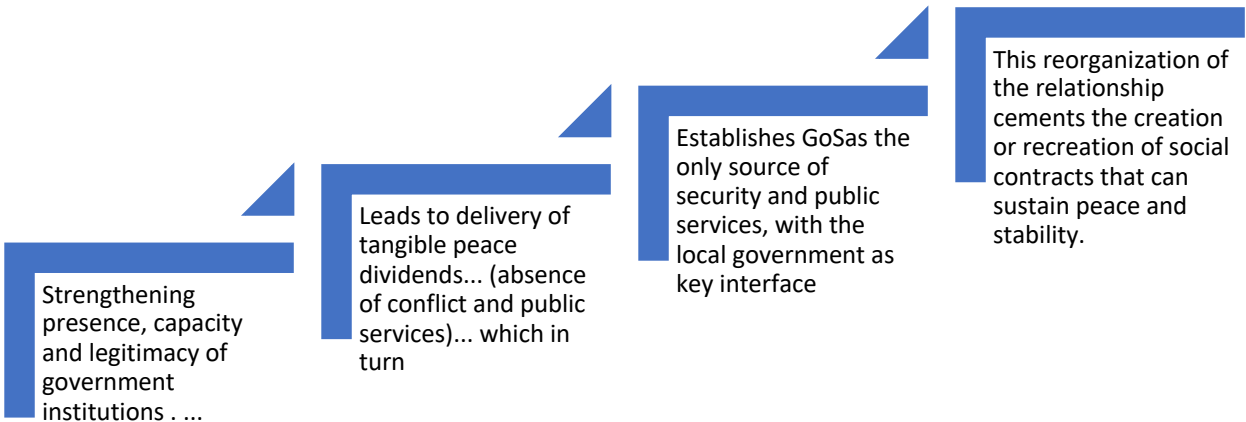 Strengthening
presence, capacity
and legitimacy of
government
institutions . ...
Leads to delivery of
tangible peace
dividends... (absence
of conflict and public
services)... which in
turn
Establishes GoSas the
only source of
security and public
services, with the
local government as
key interface
This reorganization of
the relationship
cements the creation
or recreation of social
contracts that can
sustain peace and
stability.